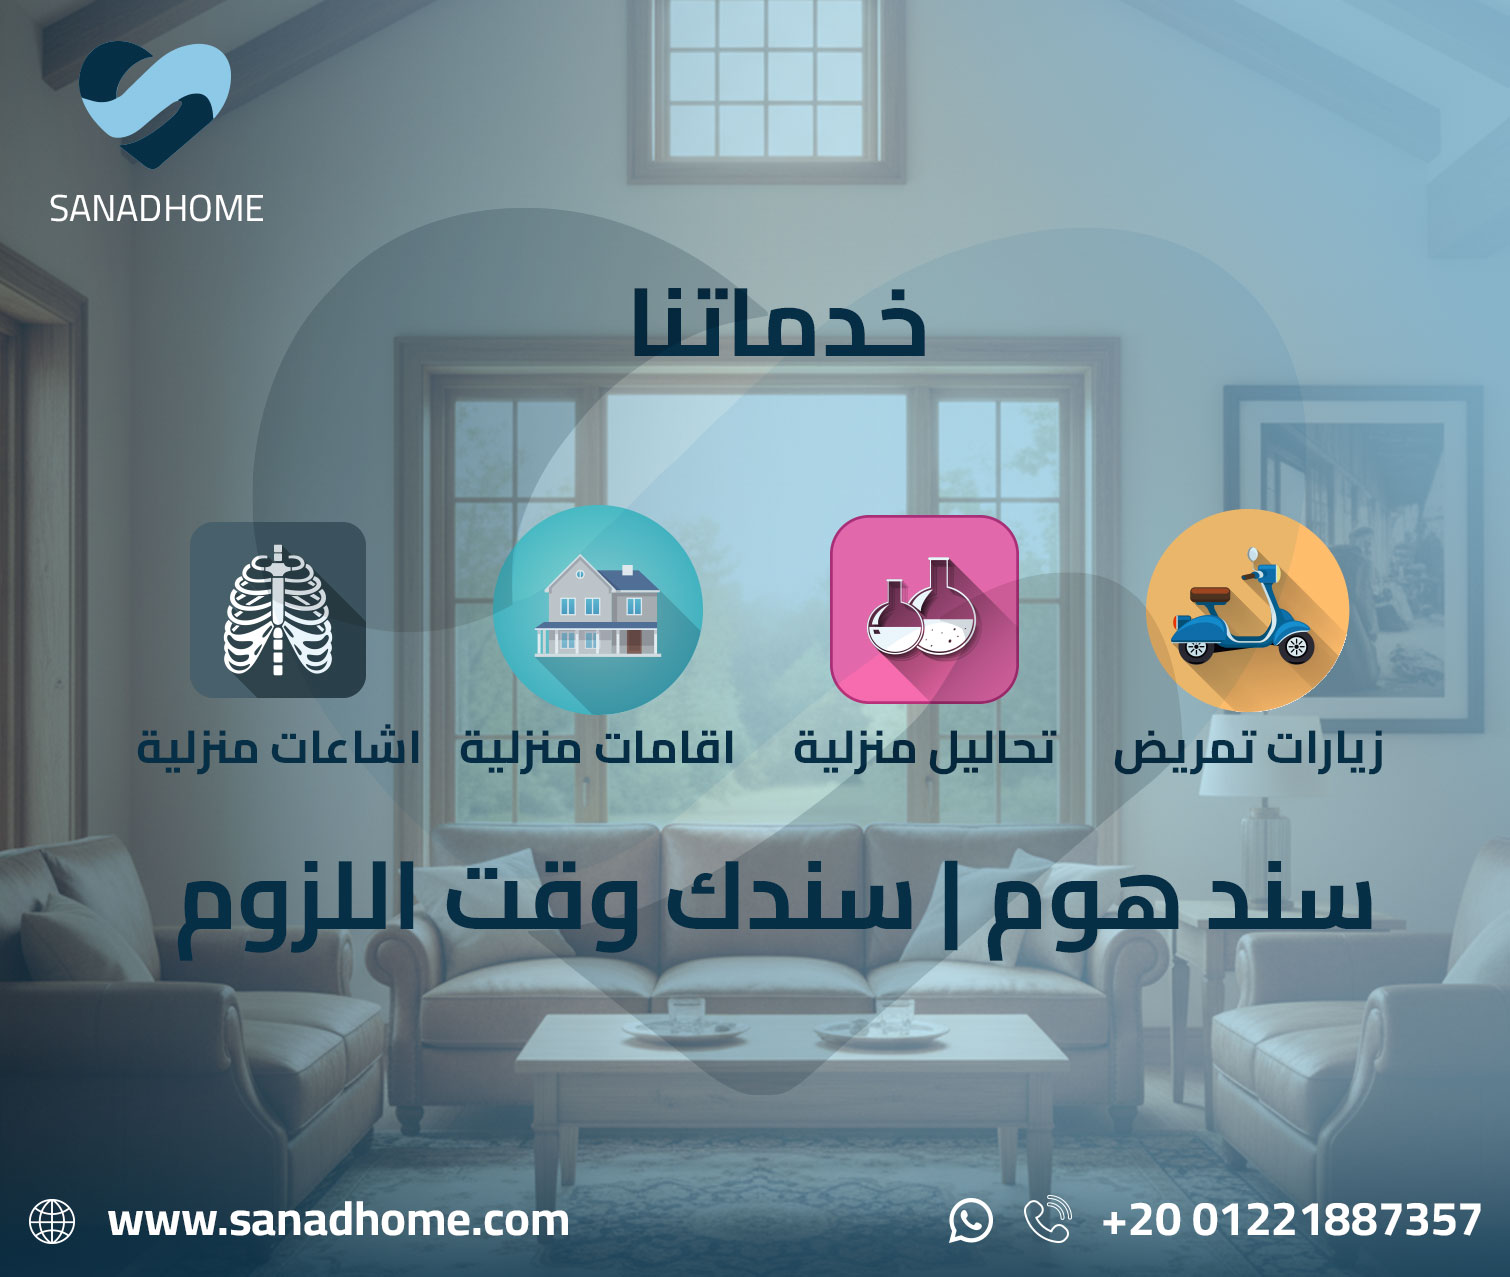 SANADHOME
خدماتنا
زيارات تمريض
تحاليل منزلية
اقامات منزلية
اشاعات منزلية
سند هوم | سندك وقت اللزوم
www.sanadhome.com
+20 01221887357